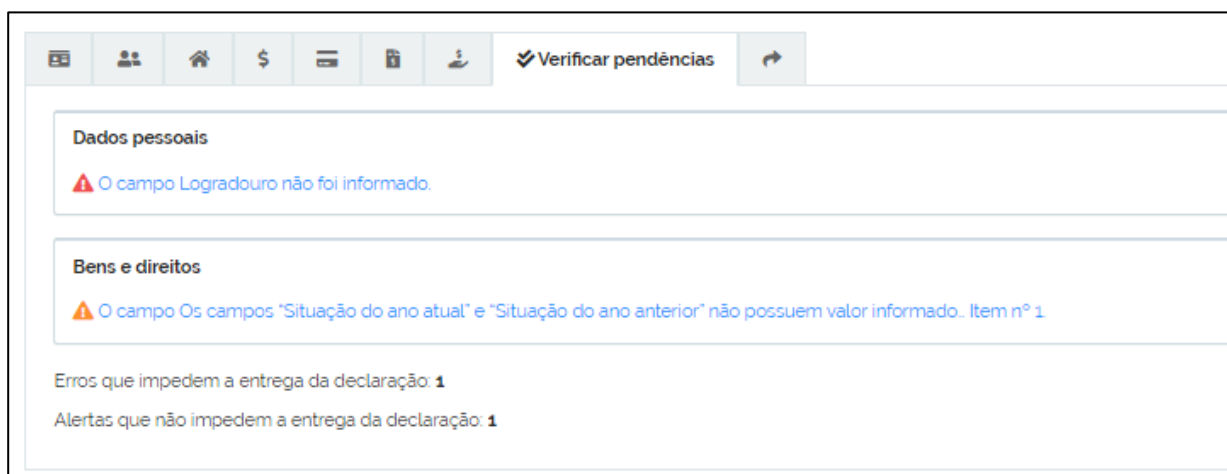 Verificar pendências
Dados pessoais
O campo Logradouro não foi informado.
Bens e direitos
O campo Os campos “Situação do ano atual” e “Situação do ano anterior” não possuem valor informado.. Item nº 1.
Erros que impedem a entrega da declaração: 1
Alertas que não impedem a entrega da declaração: 1